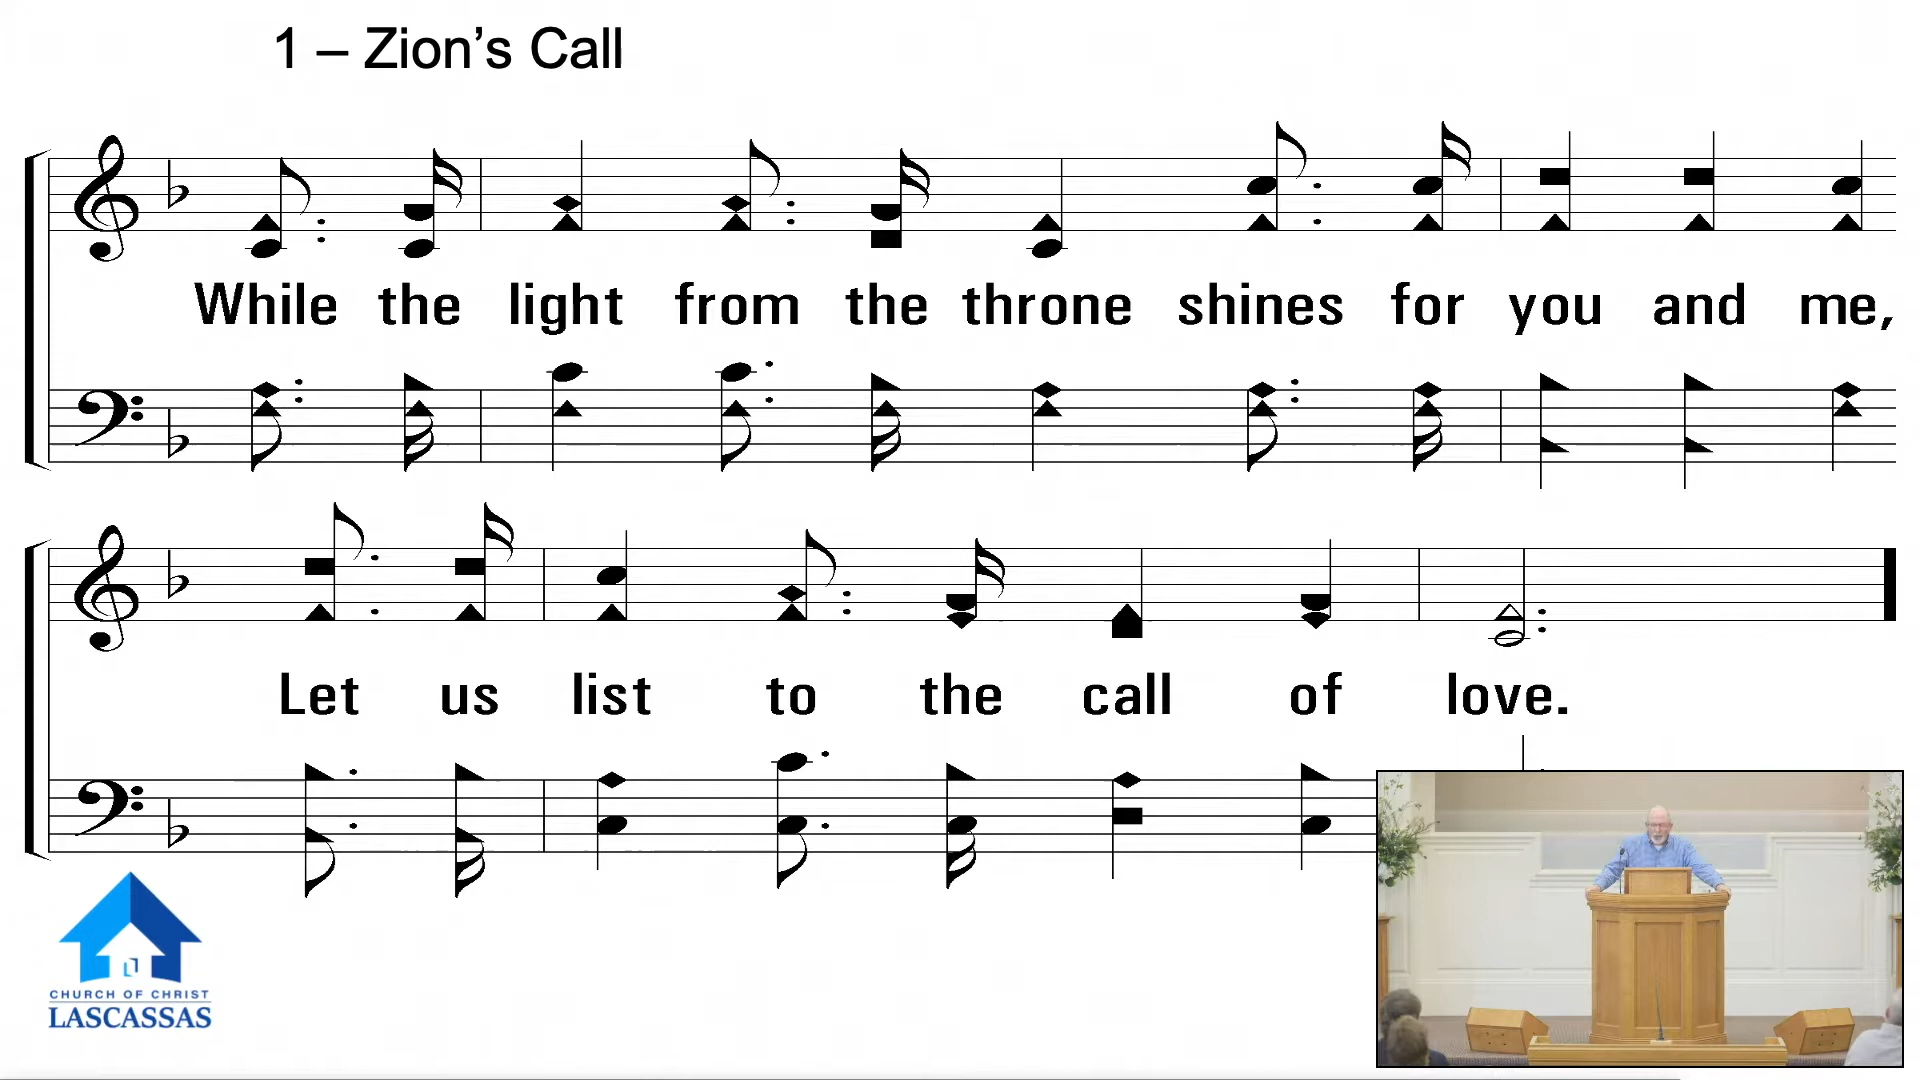 1 – Zion’s Call
While the light from the throne shines for you and me,
Let us list to the call of love.
CHURCH OF CHRIST
LASCASSAS